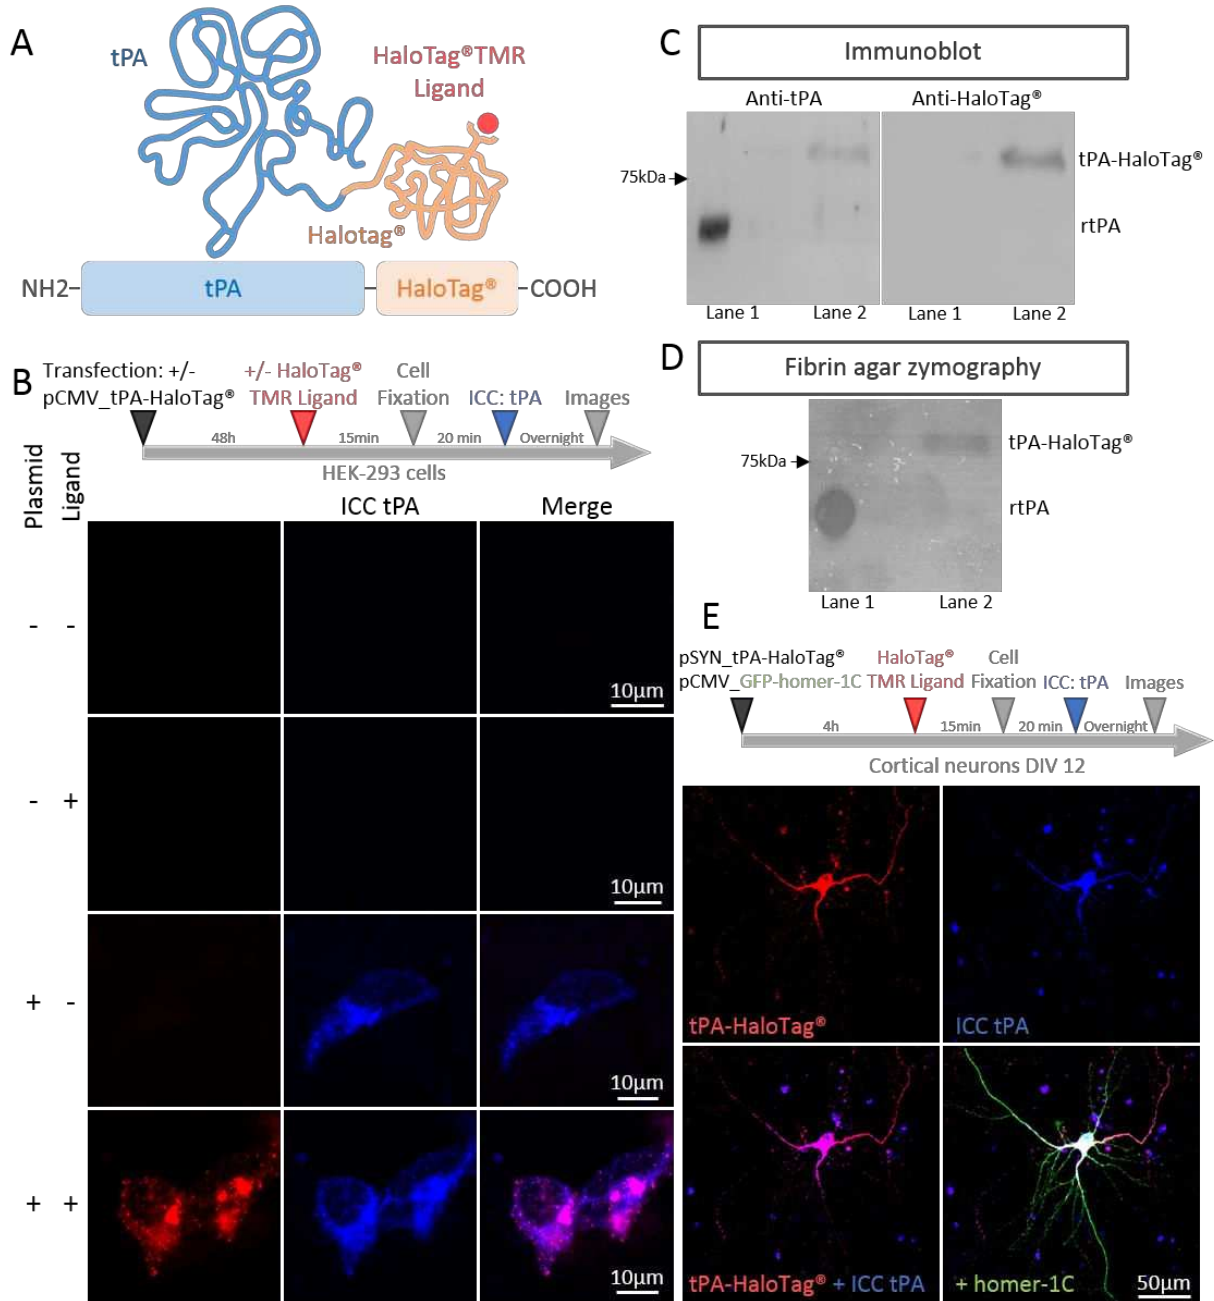 A
tPA
HaloTag®TMR
Ligand
Halotag®
NH2
tPA
HaloTag®
COOH
B
Transfection: +/-
pCMV_tPA-HaloTag®
+/- HaloTag®
TMR Ligand
Cell
Fixation
ICC: tPA
Images
48h
15min
20 min
Overnight
HEK-293 cells
Plasmid
Ligand
ICC tPA
Merge
- -
10µm
- +
10µm
+ -
10µm
+ +
10µm
C
Immunoblot
Anti-tPA
Anti-HaloTag®
75kDa
tPA-HaloTag®
rtPA
Lane 1
Lane 2
Lane 1
Lane 2
D
Fibrin agar zymography
75kDa
tPA-HaloTag®
rtPA
Lane 1
Lane 2
E
pSYN_tPA-HaloTag®
pCMV_GFP-homer-1C
HaloTag®
TMR Ligand
Cell
Fixation
ICC: tPA
Images
4h
15min
20 min
Overnight
Cortical neurons DIV 12
tPA-HaloTag®
ICC tPA
tPA-HaloTag® + ICC tPA
+ homer-1C
50µm